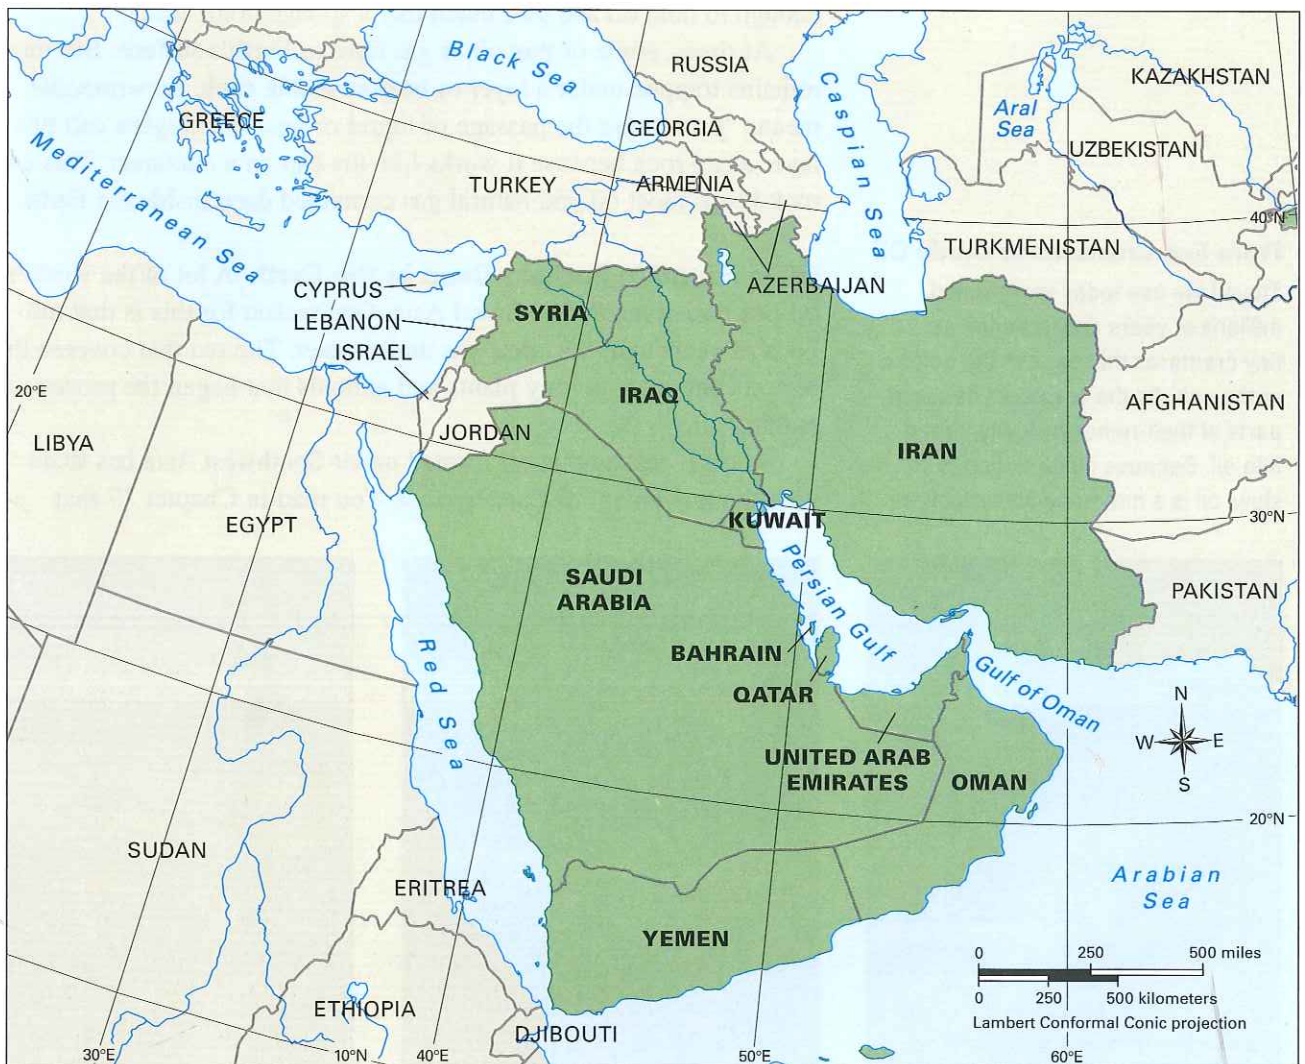 RUSSIA
Black Sea
KAZAKHSTAN
Caspian Sea
Aral
Sea
GREECE
GEORGIA
UZBEKISTAN
Mediterranean Sea
TURKEY
ARMENIA
40°N
TURKMENISTAN
CYPRUS
AZERBAIJAN
LEBANON
SYRIA
ISRAEL
20°E
IRAQ
AFGHANISTAN
LIBYA
JORDAN
IRAN
EGYPT
KUWAIT
30°N
SAUDI
ARABIA
Persian Gulf
PAKISTAN
Red Sea
BAHRAIN
QATAR
Gulf of Oman
N
W
E
S
UNITED ARAB
EMIRATES
OMAN
20°N
SUDAN
ERITREA
Arabian
Sea
YEMEN
0 250 500 miles
0 250 500 kilometers
Lambert Conformal Conic projection
ETHIOPIA
DJIBOUTI
30°E
10°N
40°E
50°E
60°E